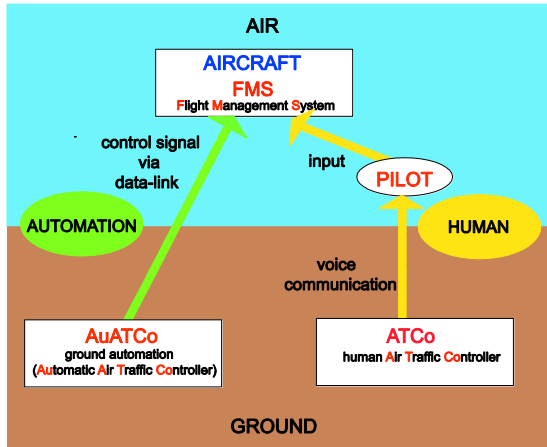 AIR
AIRCRAFT
FMS
Flight Management System
control signal
via
data-link
input
PILOT
AUTOMATION
HUMAN
voice
communication
AuATCo
ground automation
(Automatic Air Traffic Controller)
ATCo
human Air Traffic Controller
GROUND